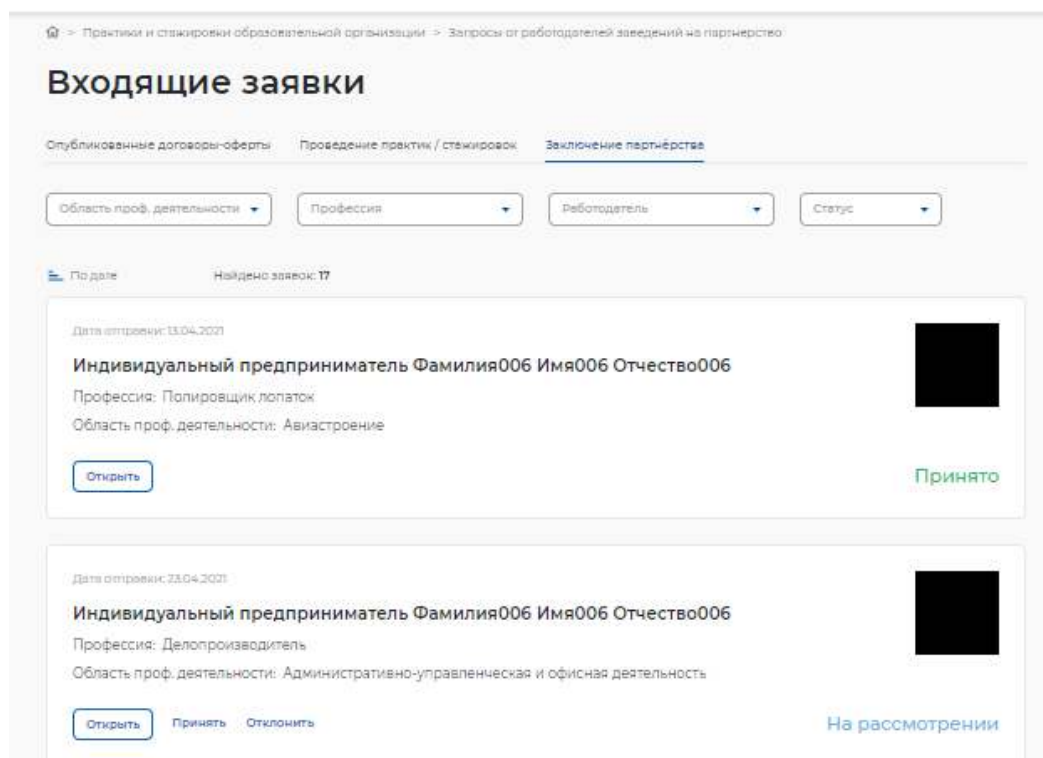 > Практики и стажировки образовательной организации > Запросы от работодателей заведений на партнерство
Входящие заявки
Опубликованные договоры-оферты Проведение практик / стажировок Заключение партнёрства
Область проф. деятельности Профессия Работодатель Статус
По дате Найдено заявок: 17
Дата отправки: 13.04.2021
Индивидуальный предприниматель Фамилия006 Имя006 Отчество006
Профессия: Полировщик лопаток
Область проф. деятельности: Авиастроение
Открыть Принято
Дата отправки: 23.04.2021
Индивидуальный предприниматель Фамилия006 Имя006 Отчество006
Профессия: Делопроизводитель
Область проф. деятельности: Административно-управленческая и офисная деятельность
Открыть Принять Отклонить На рассмотрении